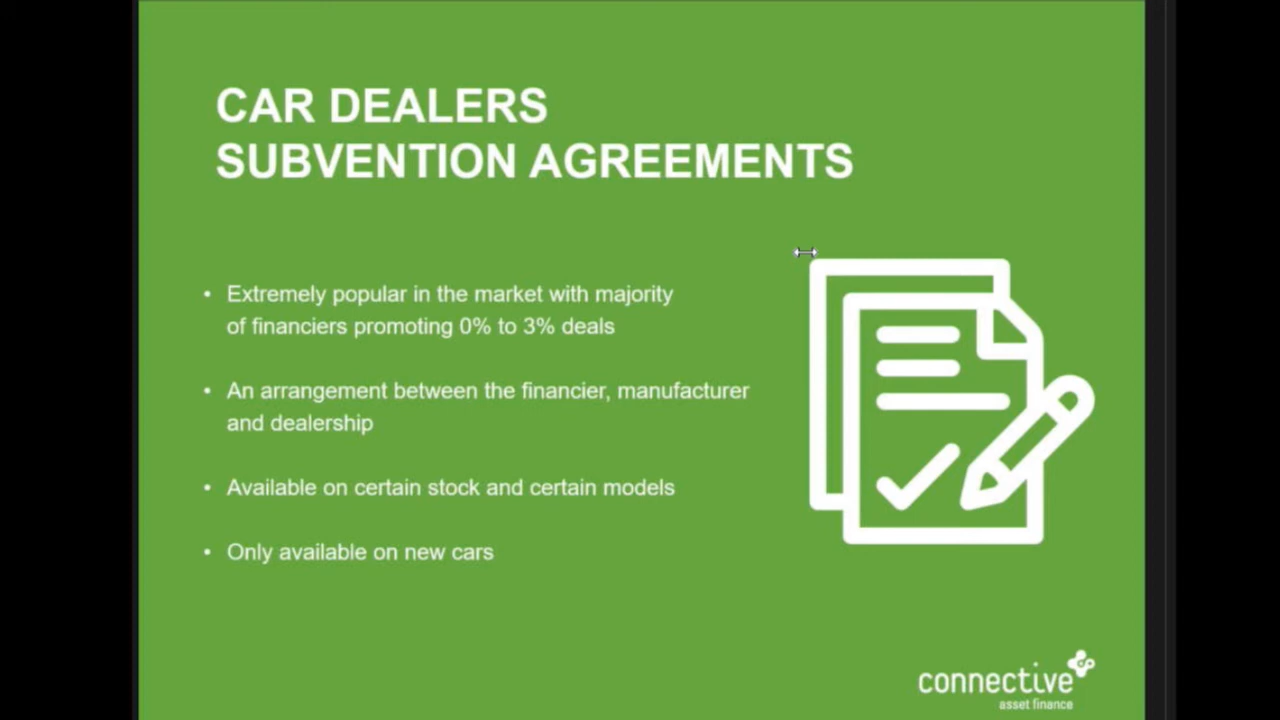 CAR DEALERS
SUBVENTION AGREEMENTS
• Extremely popular in the market with majority
of financiers promoting 0% to 3% deals
• An arrangement between the financier, manufacturer
and dealership
• Available on certain stock and certain models
• Only available on new cars
connective
asset finance